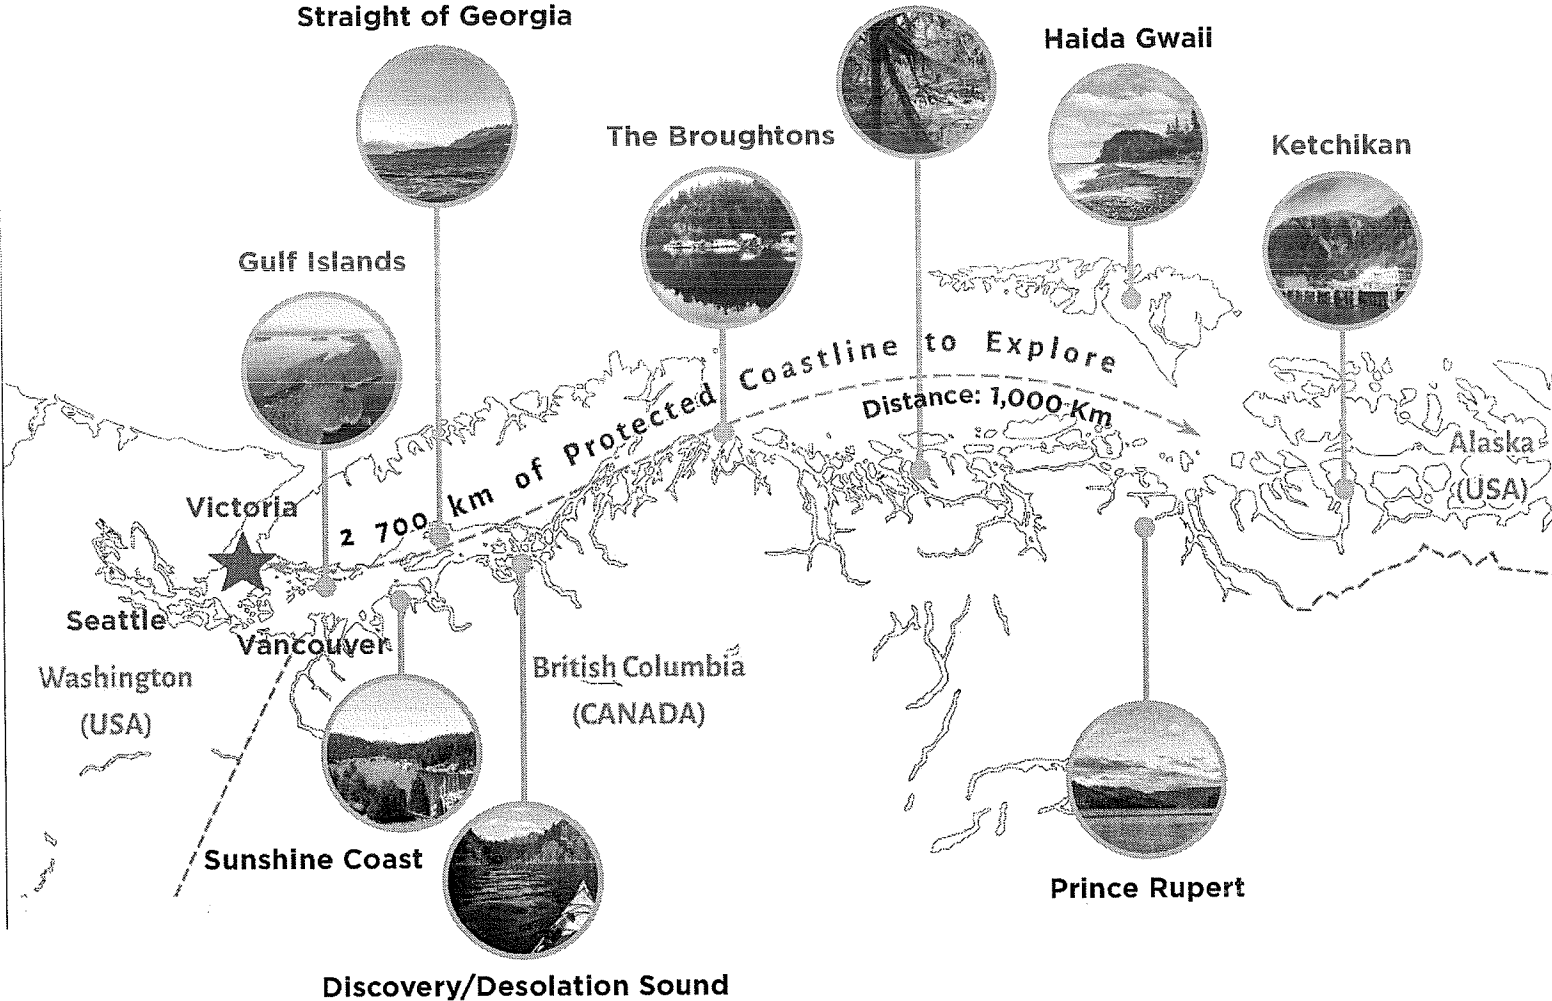 Straight of Georgia
Haida Gwaii
The Broughtons
Ketchikan
Gulf Islands
2 700 km of Protected Coastline to Explore
Distance: 1,000 Km
Alaska
(USA)
Victoria
Seattle
Vancouver
Washington
(USA)
British Columbia
(CANADA)
Sunshine Coast
Prince Rupert
Discovery/Desolation Sound